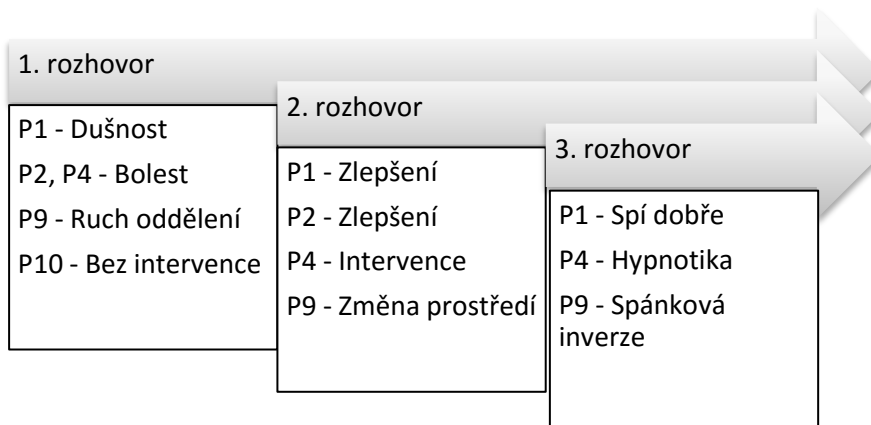 1. rozhovor
P1 - Dušnost
P2, P4 - Bolest
P9 - Ruch oddělení
P10 - Bez intervence
2. rozhovor
P1 - Zlepšení
P2 - Zlepšení
P4 - Intervence
P9 - Změna prostředí
3. rozhovor
P1 - Spí dobře
P4 - Hypnotika
P9 - Spánková
inverze